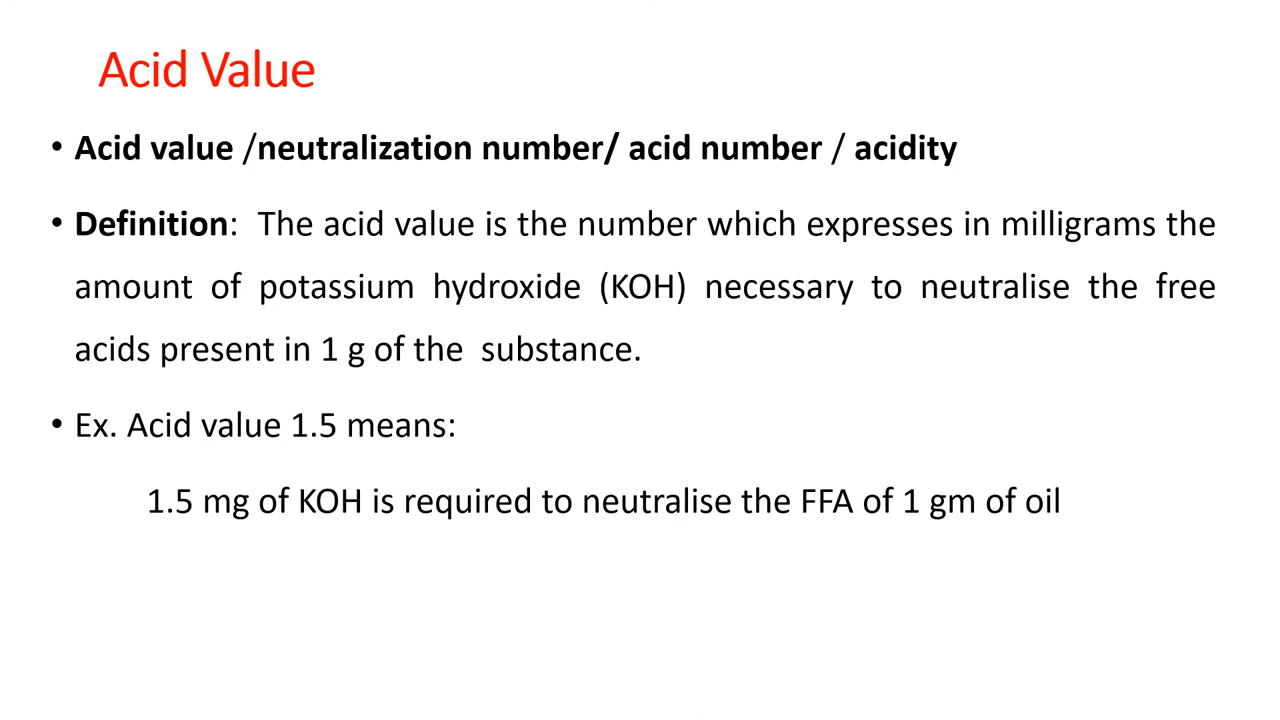 Acid Value
• Acid value /neutralization number/ acid number / acidity
• Definition:  The acid value is the number which expresses in milligrams the
amount of potassium hydroxide (KOH) necessary to neutralise the free
acids present in 1 g of the  substance.
• Ex. Acid value 1.5 means:
1.5 mg of KOH is required to neutralise the FFA of 1 gm of oil